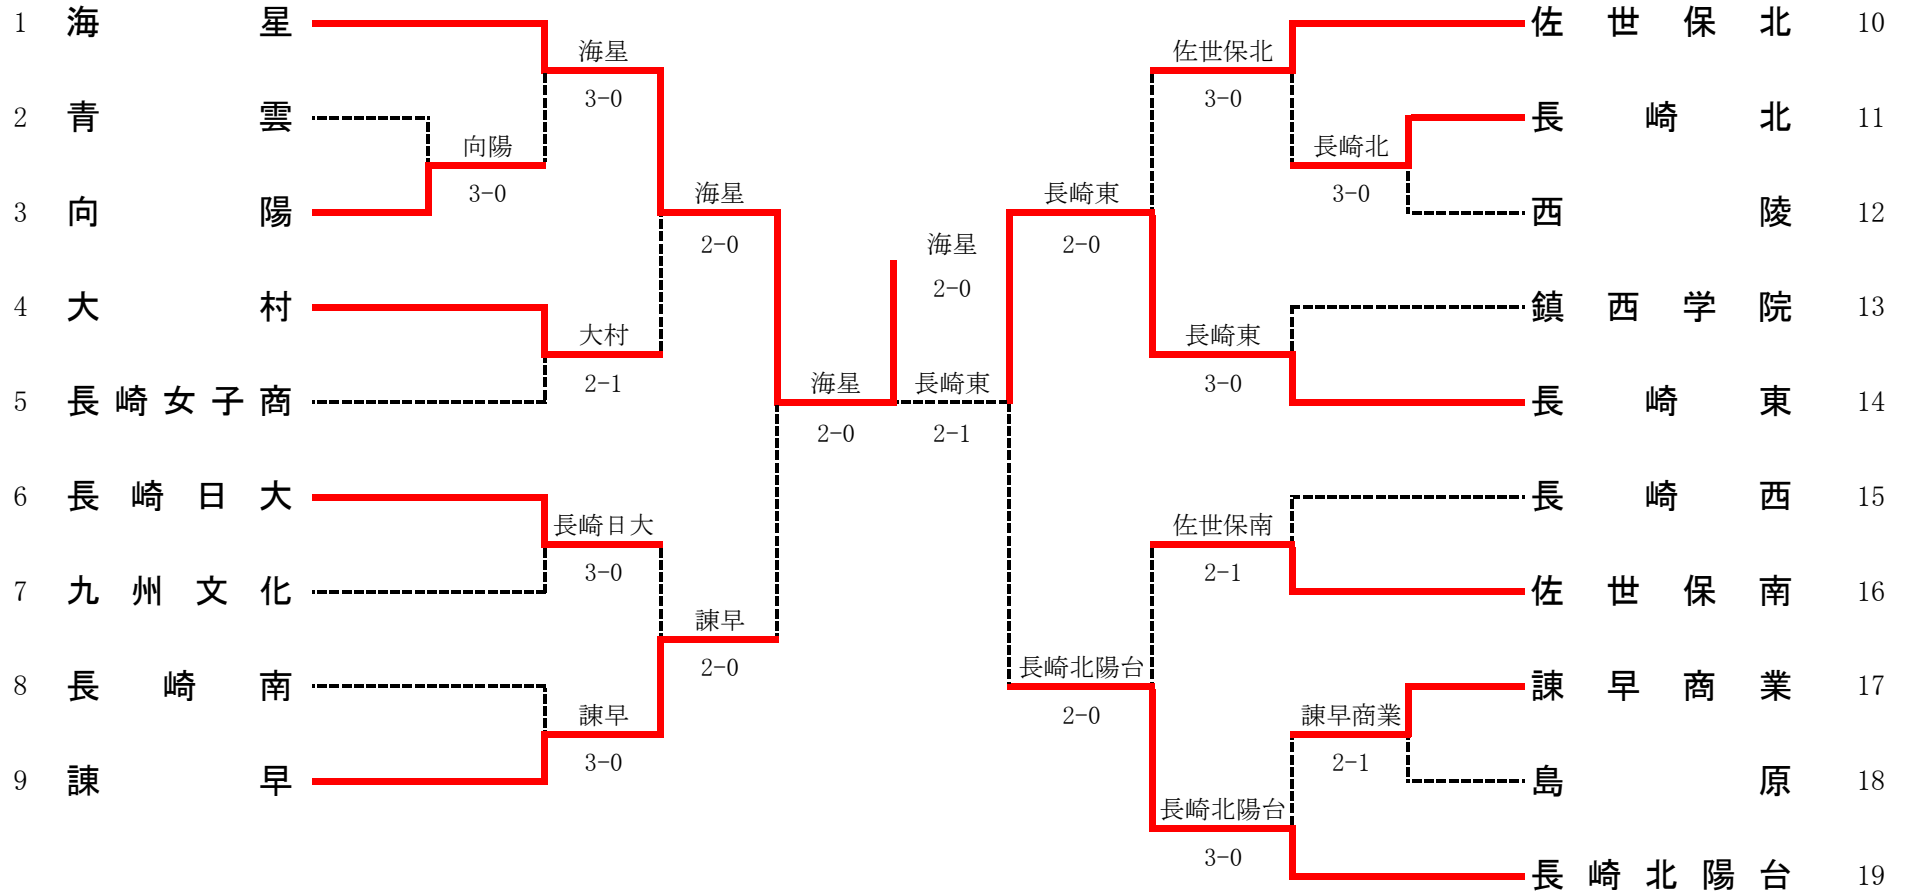 1 海星
佐世保北 10
海星
佐世保北
3-0
3-0
2 青雲
長崎北 11
向陽
長崎北
3-0
3-0
海星
長崎東
3 向陽
西陵 12
2-0
海星
2-0
2-0
4 大村
鎮西学院 13
大村
長崎東
2-1
海星
長崎東
3-0
5 長崎女子商
長崎東 14
2-0
2-1
6 長崎日大
長崎西 15
長崎日大
佐世保南
3-0
2-1
7 九州文化
佐世保南 16
諫早
2-0
長崎北陽台
8 長崎南
諫早商業 17
諫早
2-0
諫早商業
3-0
2-1
9 諫早
島原 18
長崎北陽台
3-0
長崎北陽台 19